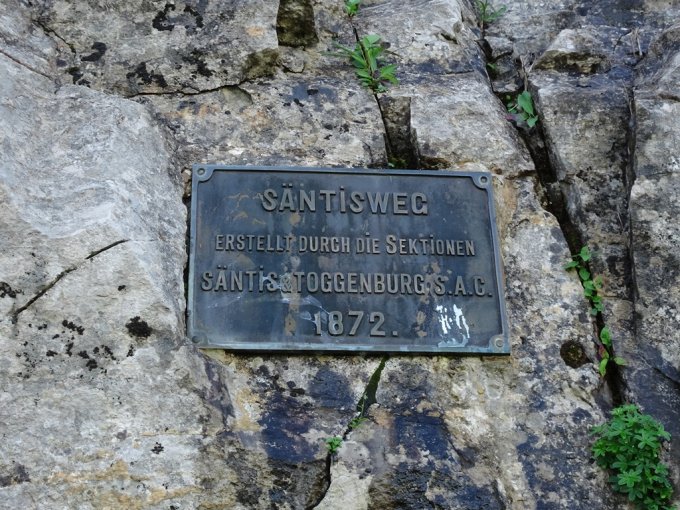 SÄNTISWEG
ERSTELLT DURCH DIE SEKTIONEN
SÄNTIS & TOGGENBURG S.A.C.
1872.